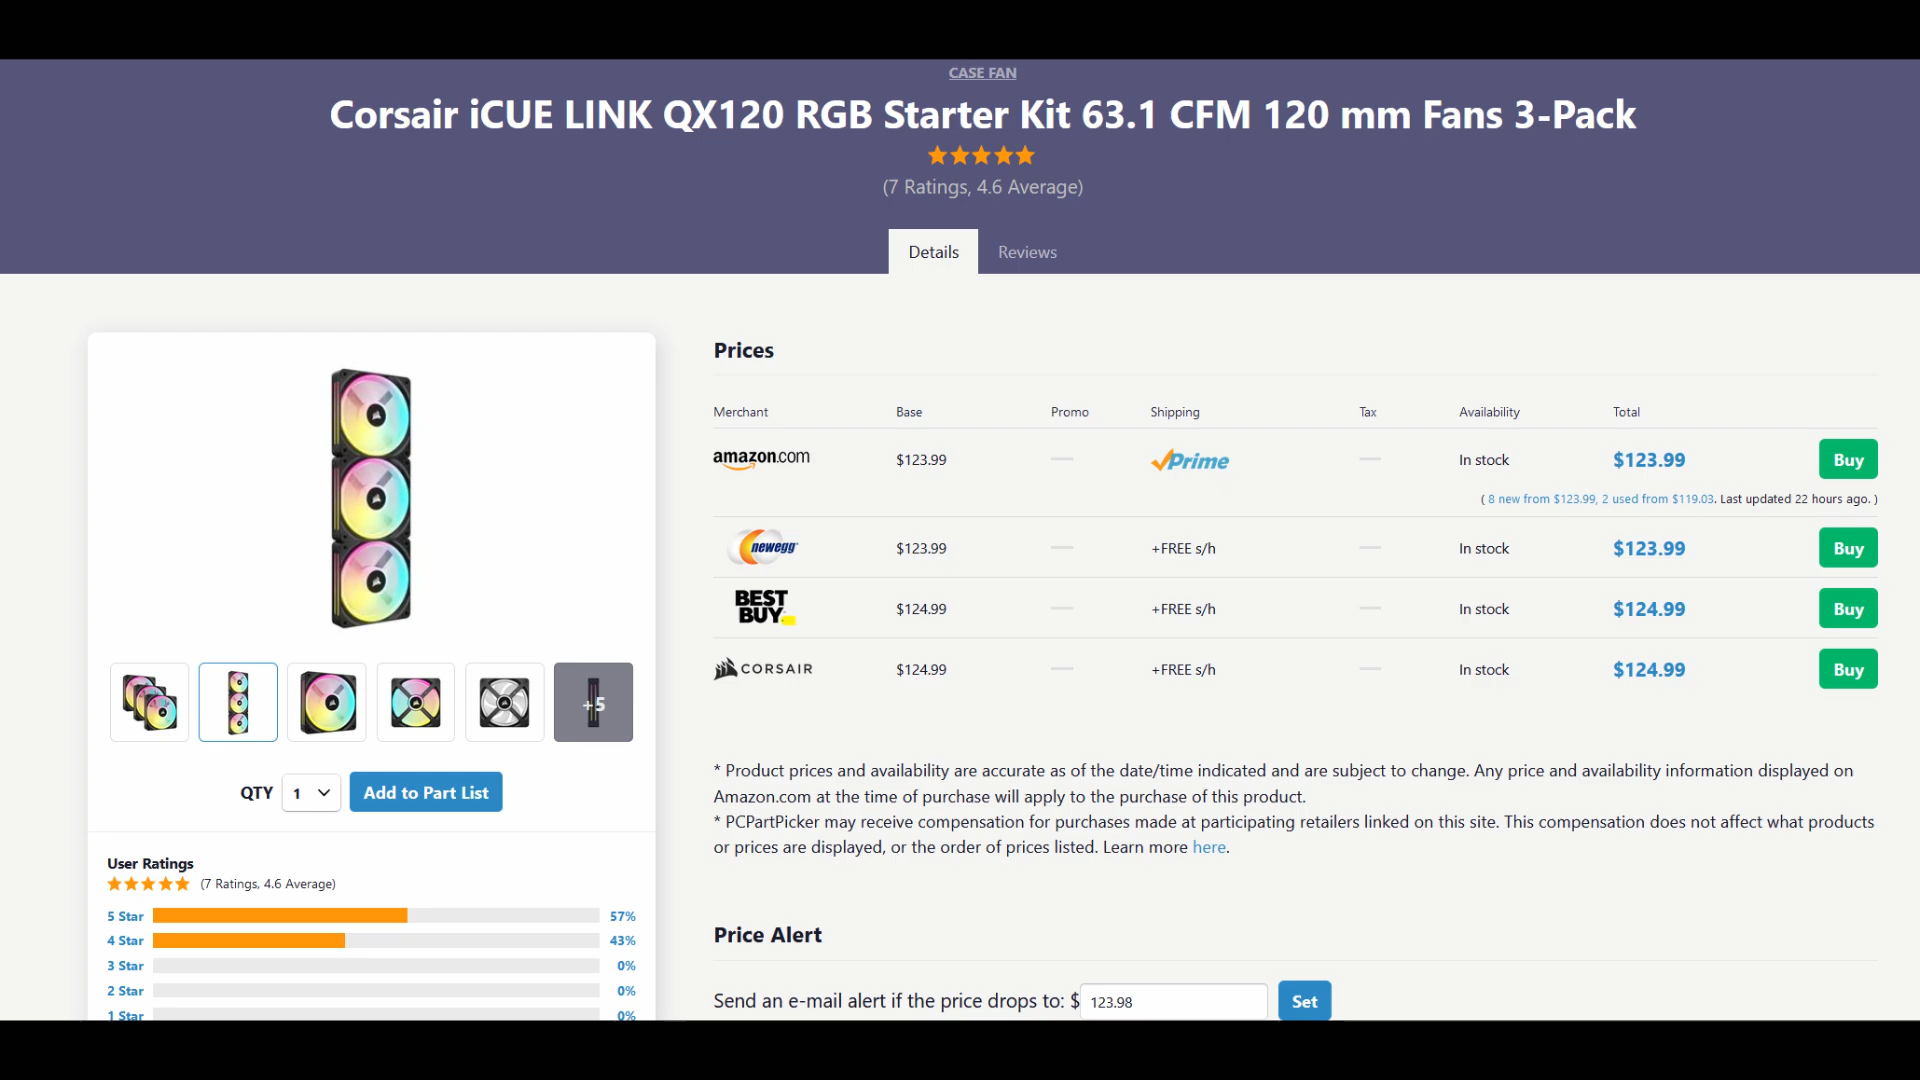 CASE FAN
Corsair iCUE LINK QX120 RGB Starter Kit 63.1 CFM 120 mm Fans 3-Pack
(7 Ratings, 4.6 Average)
Details Reviews
Prices
Merchant Base Promo Shipping Tax Availability Total
amazon.com $123.99 — Prime — In stock $123.99 Buy
( 8 new from $123.99, 2 used from $119.03. Last updated 22 hours ago. )
newegg $123.99 — +FREE s/h — In stock $123.99 Buy
BEST
BUY $124.99 — +FREE s/h — In stock $124.99 Buy
CORSAIR $124.99 — +FREE s/h — In stock $124.99 Buy
+5
QTY 1 Add to Part List
* Product prices and availability are accurate as of the date/time indicated and are subject to change. Any price and availability information displayed on
Amazon.com at the time of purchase will apply to the purchase of this product.
* PCPartPicker may receive compensation for purchases made at participating retailers linked on this site. This compensation does not affect what products
or prices are displayed, or the order of prices listed. Learn more here.
User Ratings
(7 Ratings, 4.6 Average)
5 Star 57%
4 Star 43%
3 Star 0%
2 Star 0%
1 Star 0%
Price Alert
Send an e-mail alert if the price drops to: $ 123.98 Set